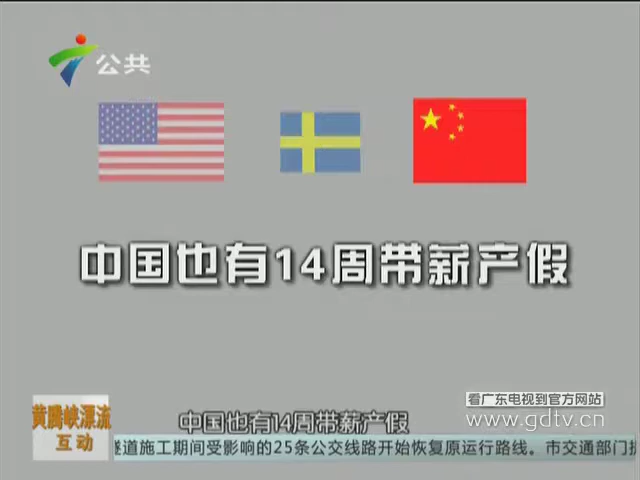 公共
中国也有14周带薪产假
看广东电视到官方网站
www.gdtv.cn
黄腾峡漂流
互动
中国也有14周带薪产假
隧道施工期间受影响的25条公交线路开始恢复原运行路线。市交通部门提